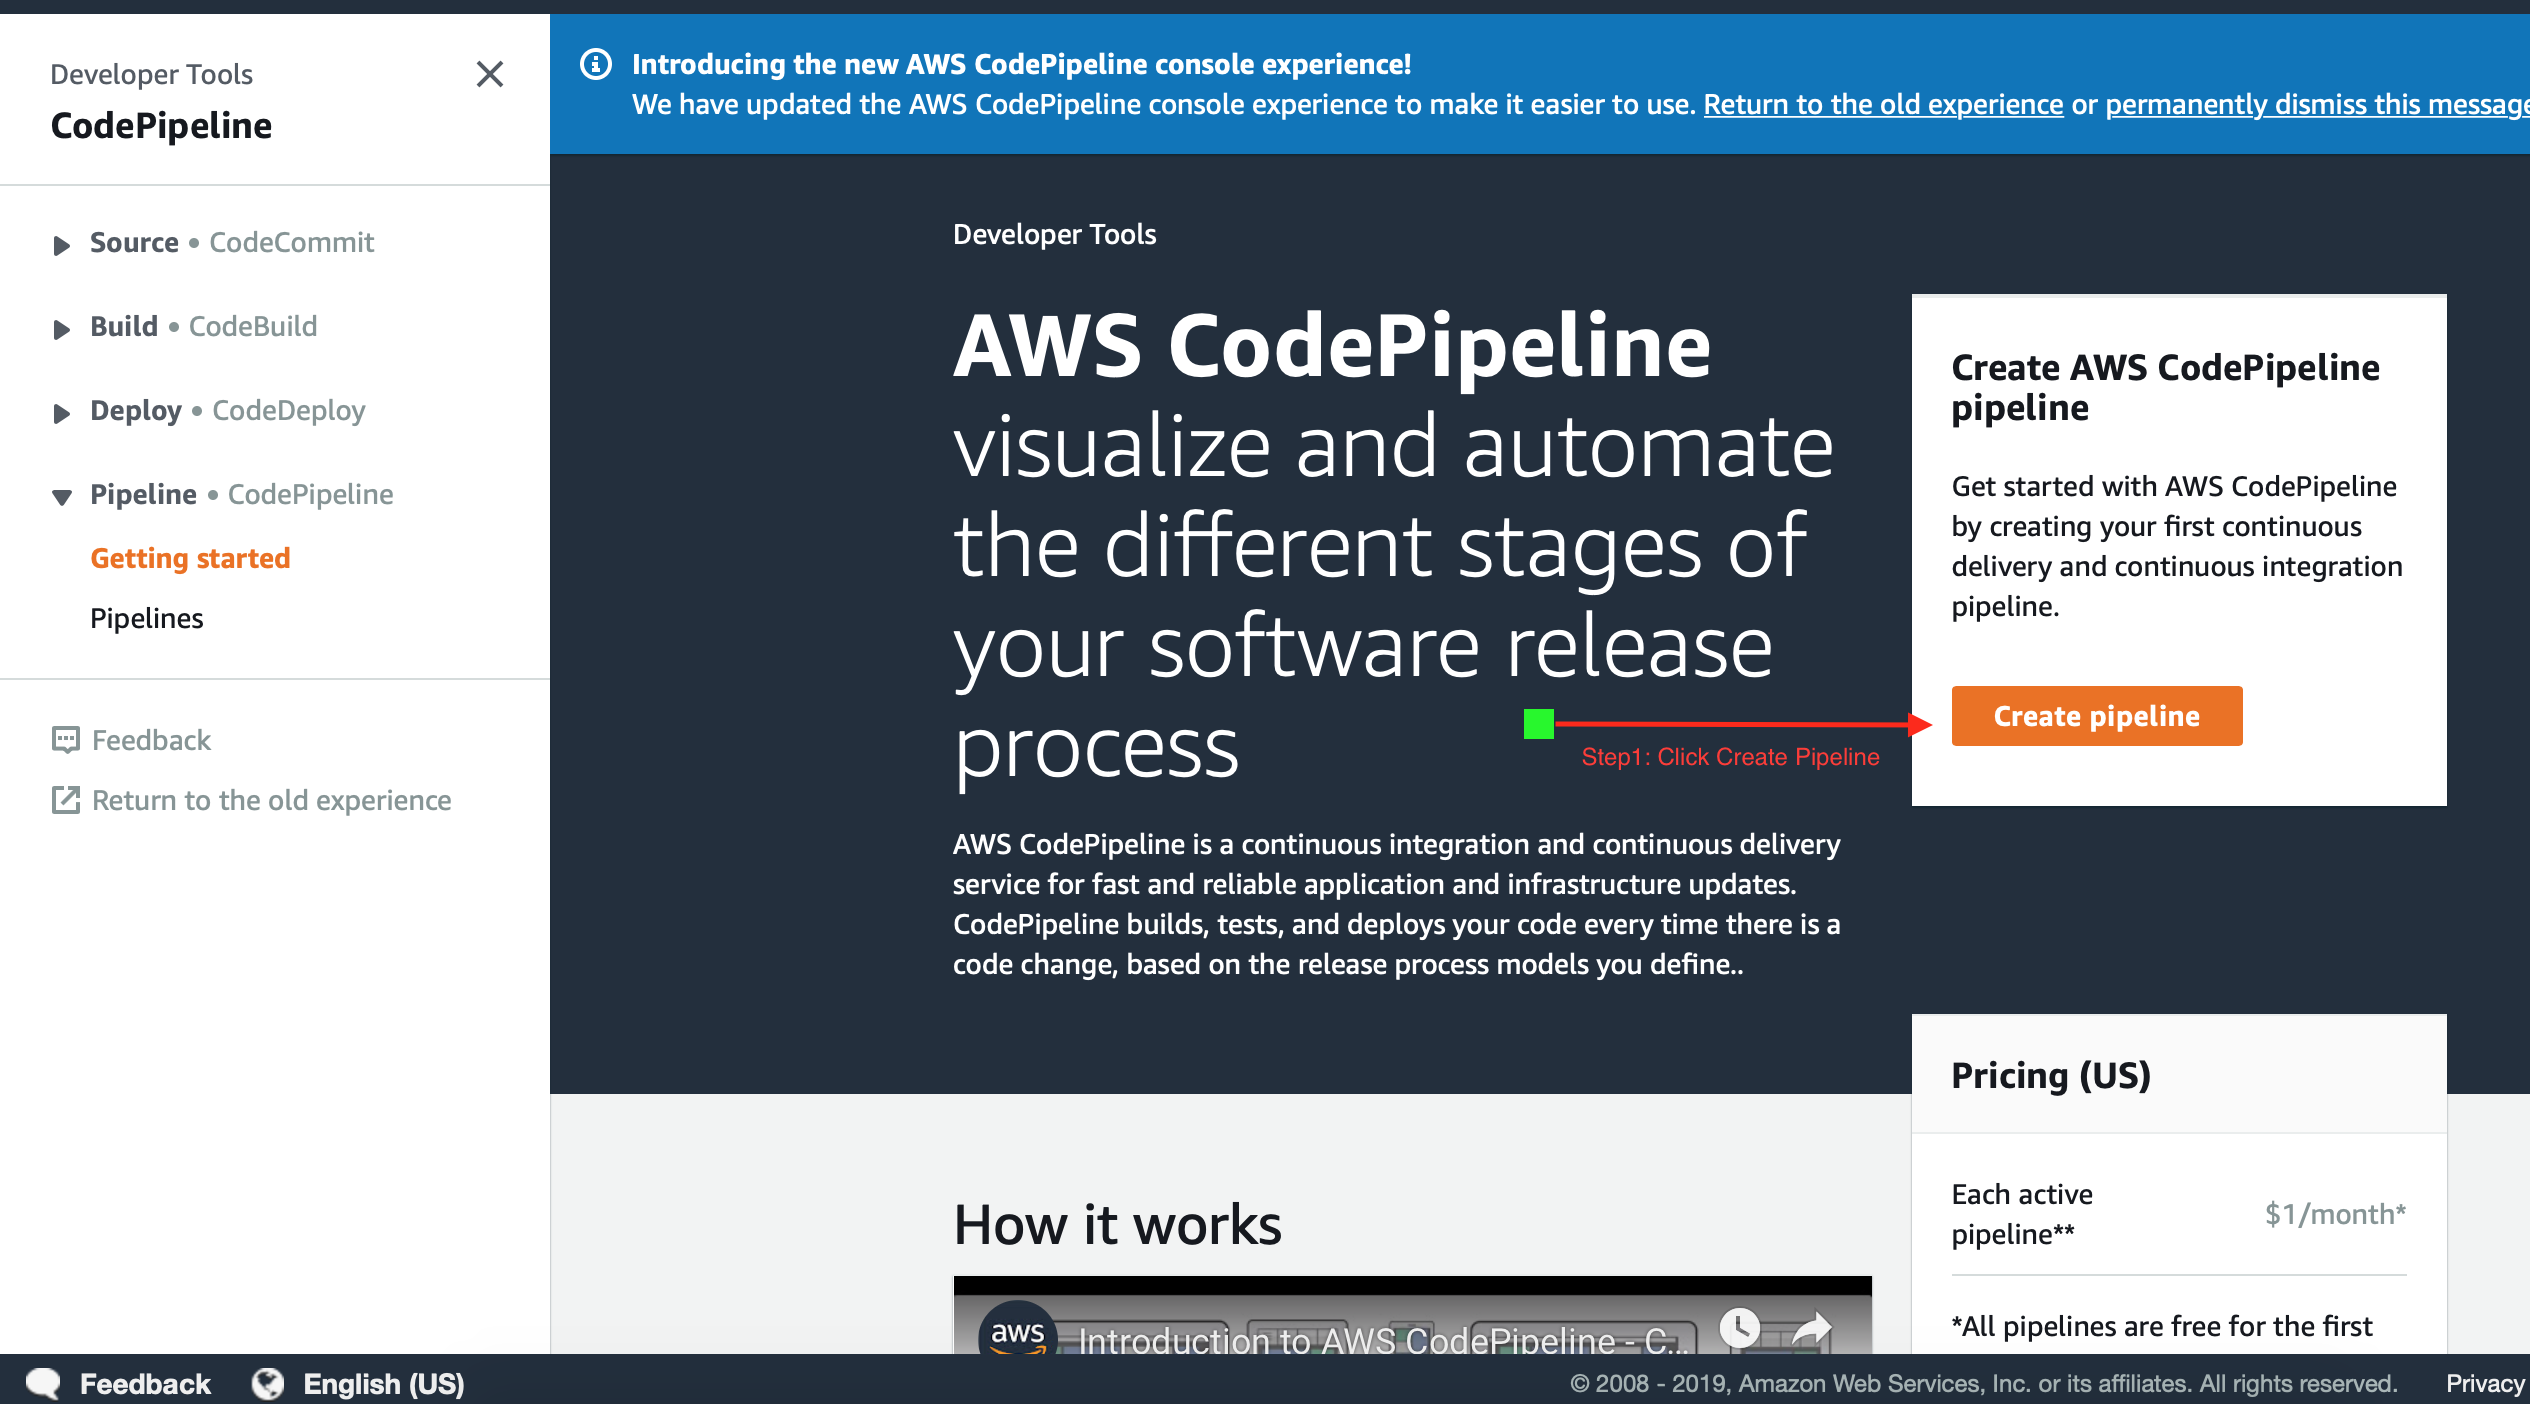 Developer Tools
CodePipeline
Source • CodeCommit
Build • CodeBuild
Deploy • CodeDeploy
Pipeline • CodePipeline
Getting started
Pipelines
Feedback
Return to the old experience
Introducing the new AWS CodePipeline console experience!
We have updated the AWS CodePipeline console experience to make it easier to use. Return to the old experience or permanently dismiss this message
Developer Tools
AWS CodePipeline
visualize and automate
the different stages of
your software release
process
Step1: Click Create Pipeline
AWS CodePipeline is a continuous integration and continuous delivery
service for fast and reliable application and infrastructure updates.
CodePipeline builds, tests, and deploys your code every time there is a
code change, based on the release process models you define..
Create AWS CodePipeline
pipeline
Get started with AWS CodePipeline
by creating your first continuous
delivery and continuous integration
pipeline.
Create pipeline
Pricing (US)
Each active
pipeline**
$1/month*
*All pipelines are free for the first
How it works
aws
Introduction to AWS CodePipeline - C...
Feedback
English (US)
© 2008 - 2019, Amazon Web Services, Inc. or its affiliates. All rights reserved.
Privacy